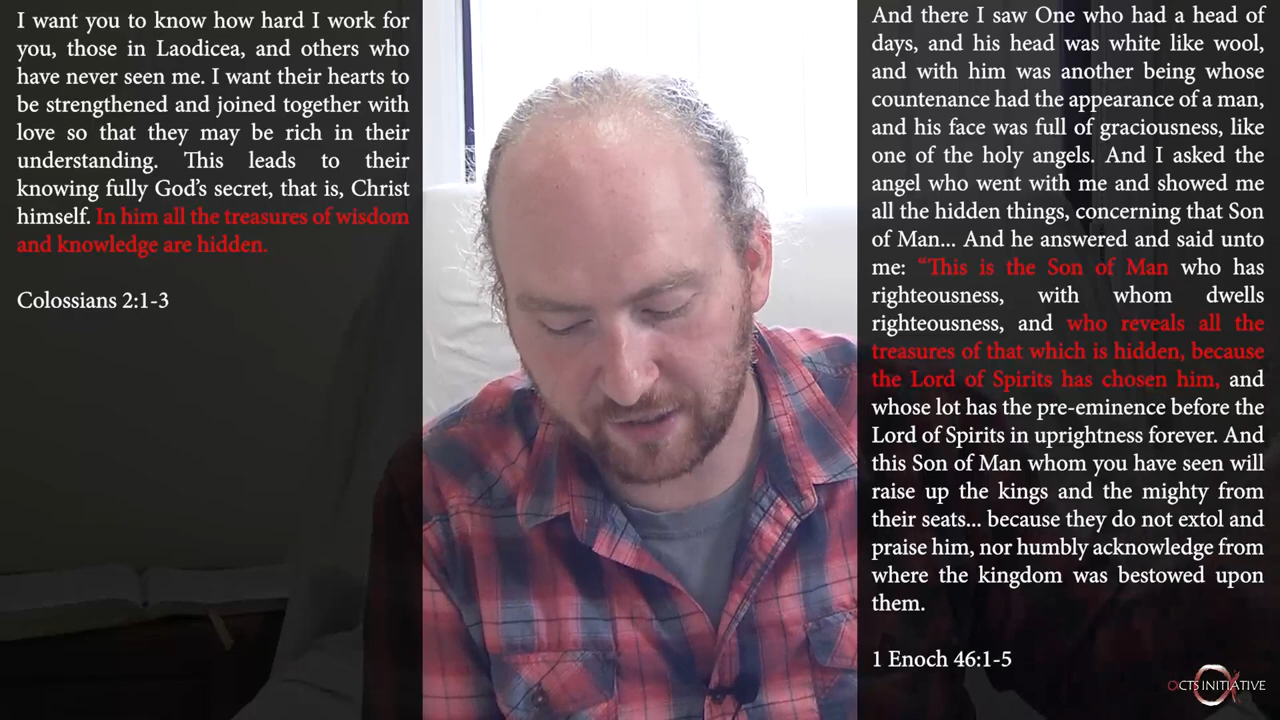 I want you to know how hard I work for
you, those in Laodicea, and others who
have never seen me. I want their hearts to
be strengthened and joined together with
love so that they may be rich in their
understanding. This leads to their
knowing fully God’s secret, that is, Christ
himself. In him all the treasures of wisdom
and knowledge are hidden.
Colossians 2:1-3
And there I saw One who had a head of
days, and his head was white like wool,
and with him was another being whose
countenance had the appearance of a man,
and his face was full of graciousness, like
one of the holy angels. And I asked the
angel who went with me and showed me
all the hidden things, concerning that Son
of Man... And he answered and said unto
me: “This is the Son of Man who has
righteousness, with whom dwells
righteousness, and who reveals all the
treasures of that which is hidden, because
the Lord of Spirits has chosen him, and
whose lot has the pre-eminence before the
Lord of Spirits in uprightness forever. And
this Son of Man whom you have seen will
raise up the kings and the mighty from
their seats... because they do not extol and
praise him, nor humbly acknowledge from
where the kingdom was bestowed upon
them.
1 Enoch 46:1-5
INITIATIVE